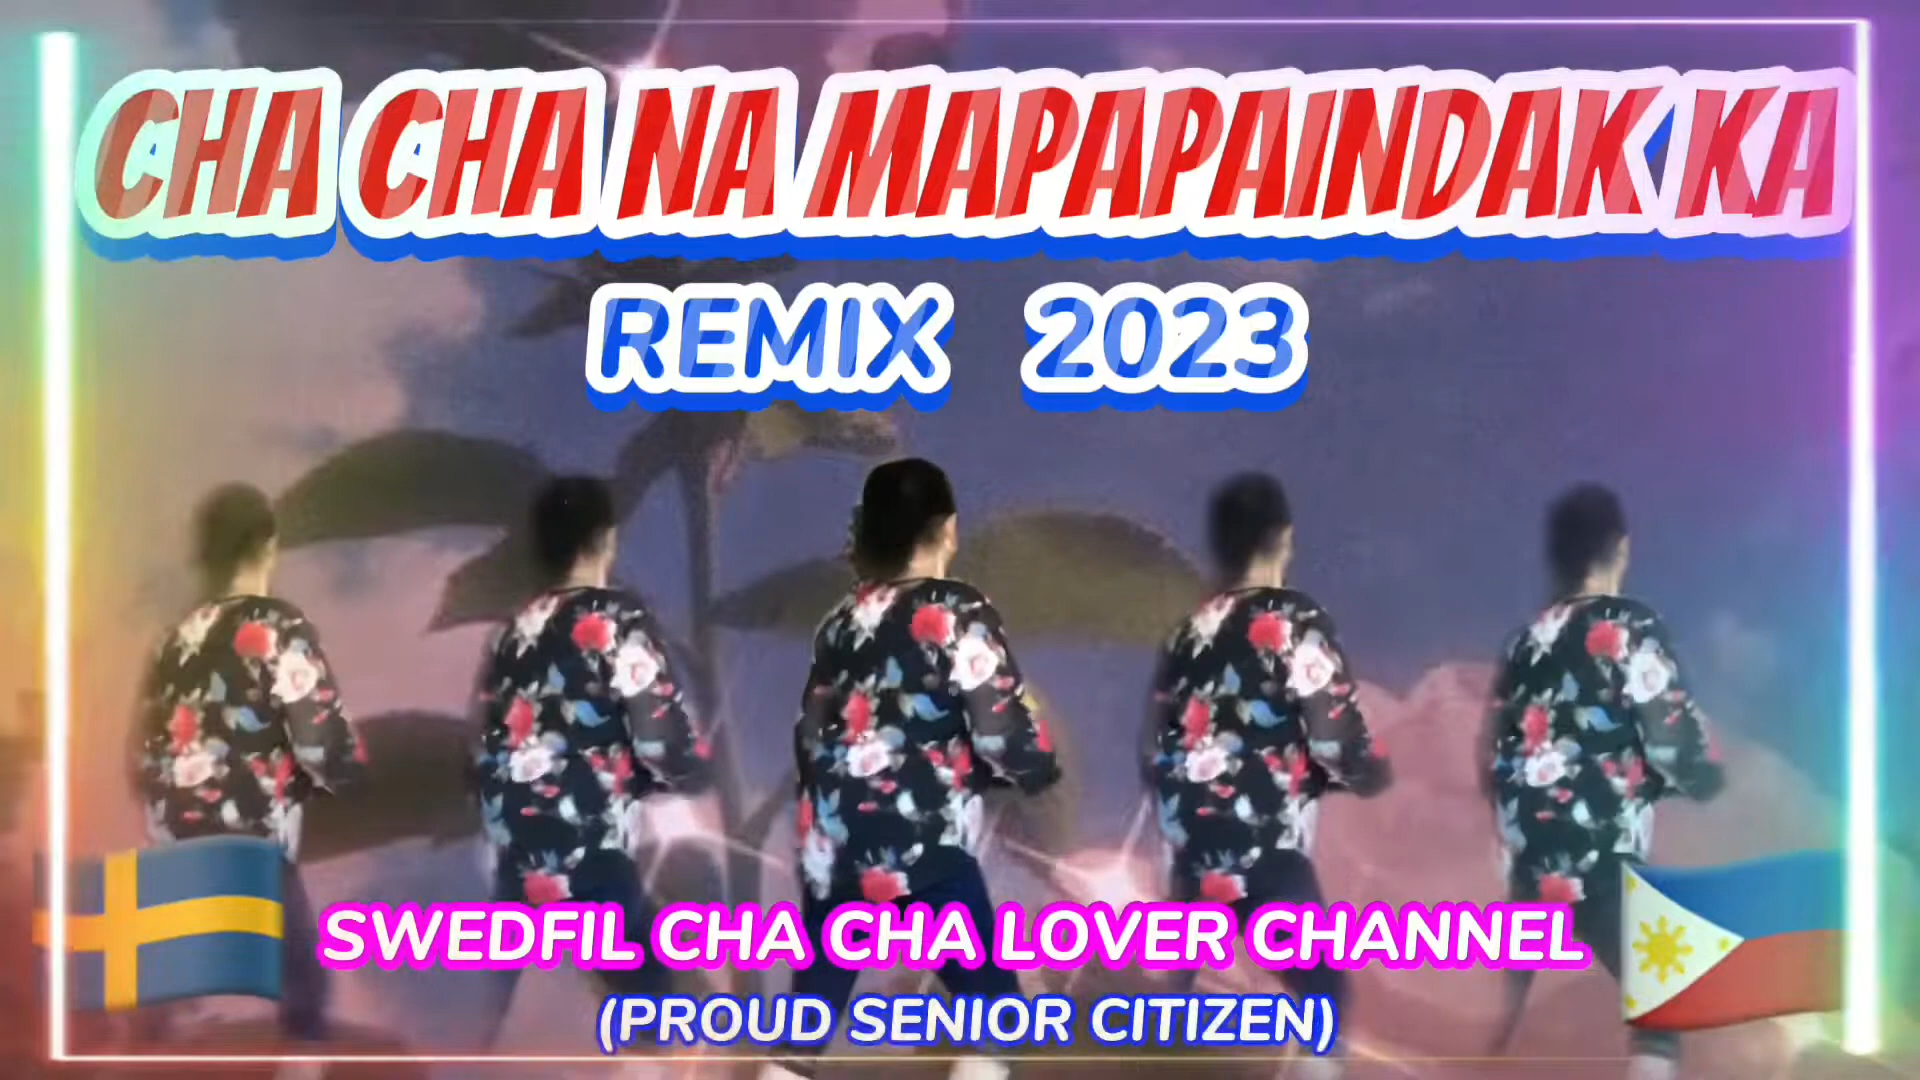 CHA CHA NA MAPAPAINDAK KA
REMIX 2023
SWEDFIL CHA CHA LOVER CHANNEL
(PROUD SENIOR CITIZEN)